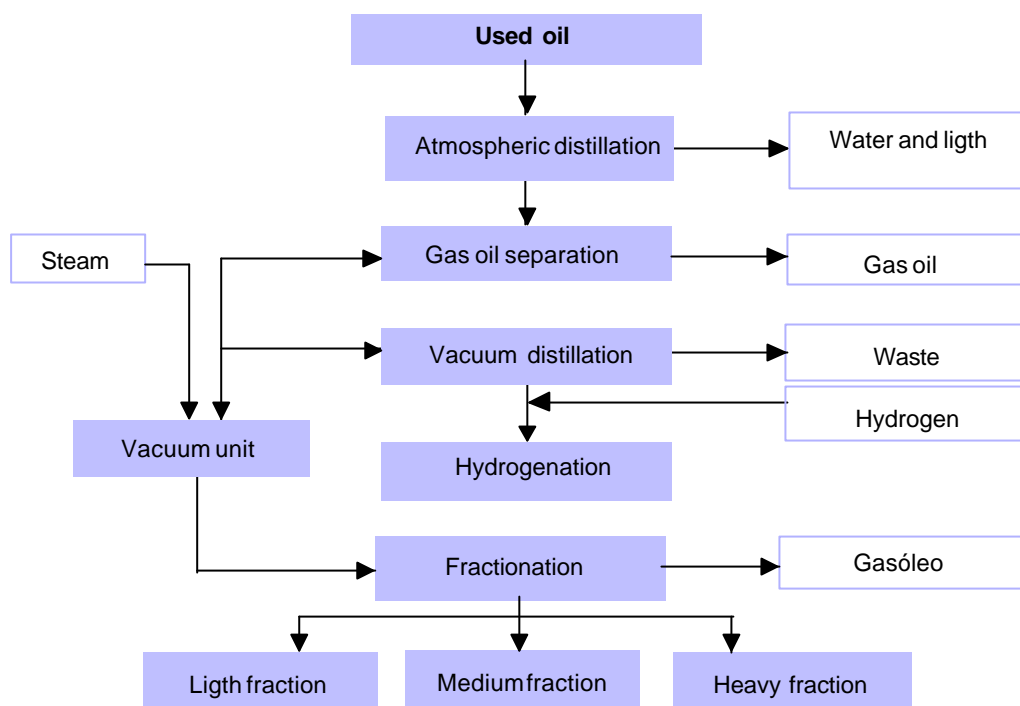 Used oil
Atmospheric distillation
Water and ligth
Steam
Gas oil separation
Gas oil
Vacuum distillation
Waste
Hydrogen
Vacuum unit
Hydrogenation
Fractionation
Gasóleo
Ligth fraction
Medium fraction
Heavy fraction